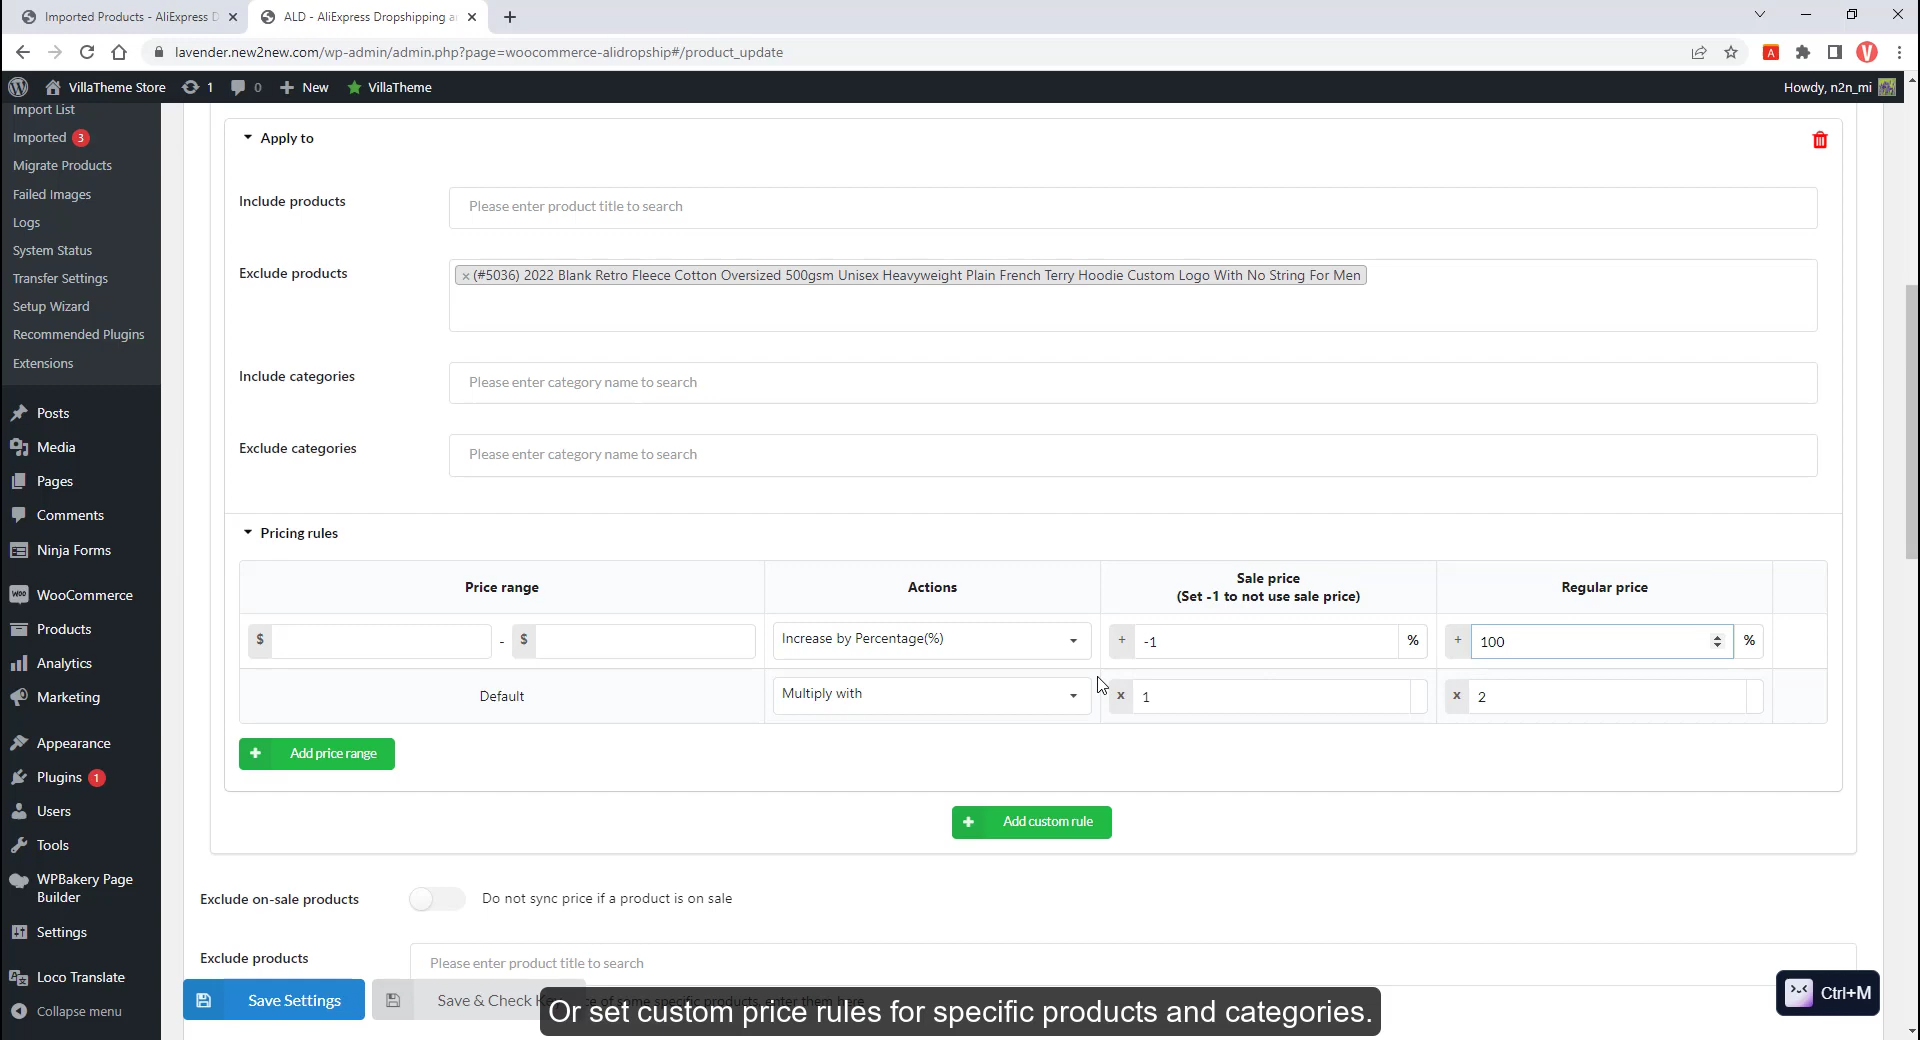 Imported Products - AliExpress D
ALD - AliExpress Dropshipping a
lavender.new2new.com/wp-admin/admin.php?page=woocommerce-alidropship#/product_update
VillaTheme Store
1
0
New
VillaTheme
Howdy, n2n_mi
Import List
Imported 3
Migrate Products
Failed Images
Logs
System Status
Transfer Settings
Setup Wizard
Recommended Plugins
Extensions
Posts
Media
Pages
Comments
Ninja Forms
WooCommerce
Products
Analytics
Marketing
Appearance
Plugins 1
Users
Tools
WPBakery Page
Builder
Settings
Loco Translate
Collapse menu
Apply to
Include products
Please enter product title to search
Exclude products
× (#5036) 2022 Blank Retro Fleece Cotton Oversized 500gsm Unisex Heavyweight Plain French Terry Hoodie Custom Logo With No String For Men
Include categories
Please enter category name to search
Exclude categories
Please enter category name to search
Pricing rules
Price range
Actions
Sale price
(Set -1 to not use sale price)
Regular price
$ - $
Increase by Percentage(%)
+ -1 %
+ 100 %
Default
Multiply with
x 1
x 2
+ Add price range
+ Add custom rule
Exclude on-sale products
Do not sync price if a product is on sale
Exclude products
Please enter product title to search
Save Settings
Save & Check
Or set custom price rules for specific products and categories.
Ctrl+M